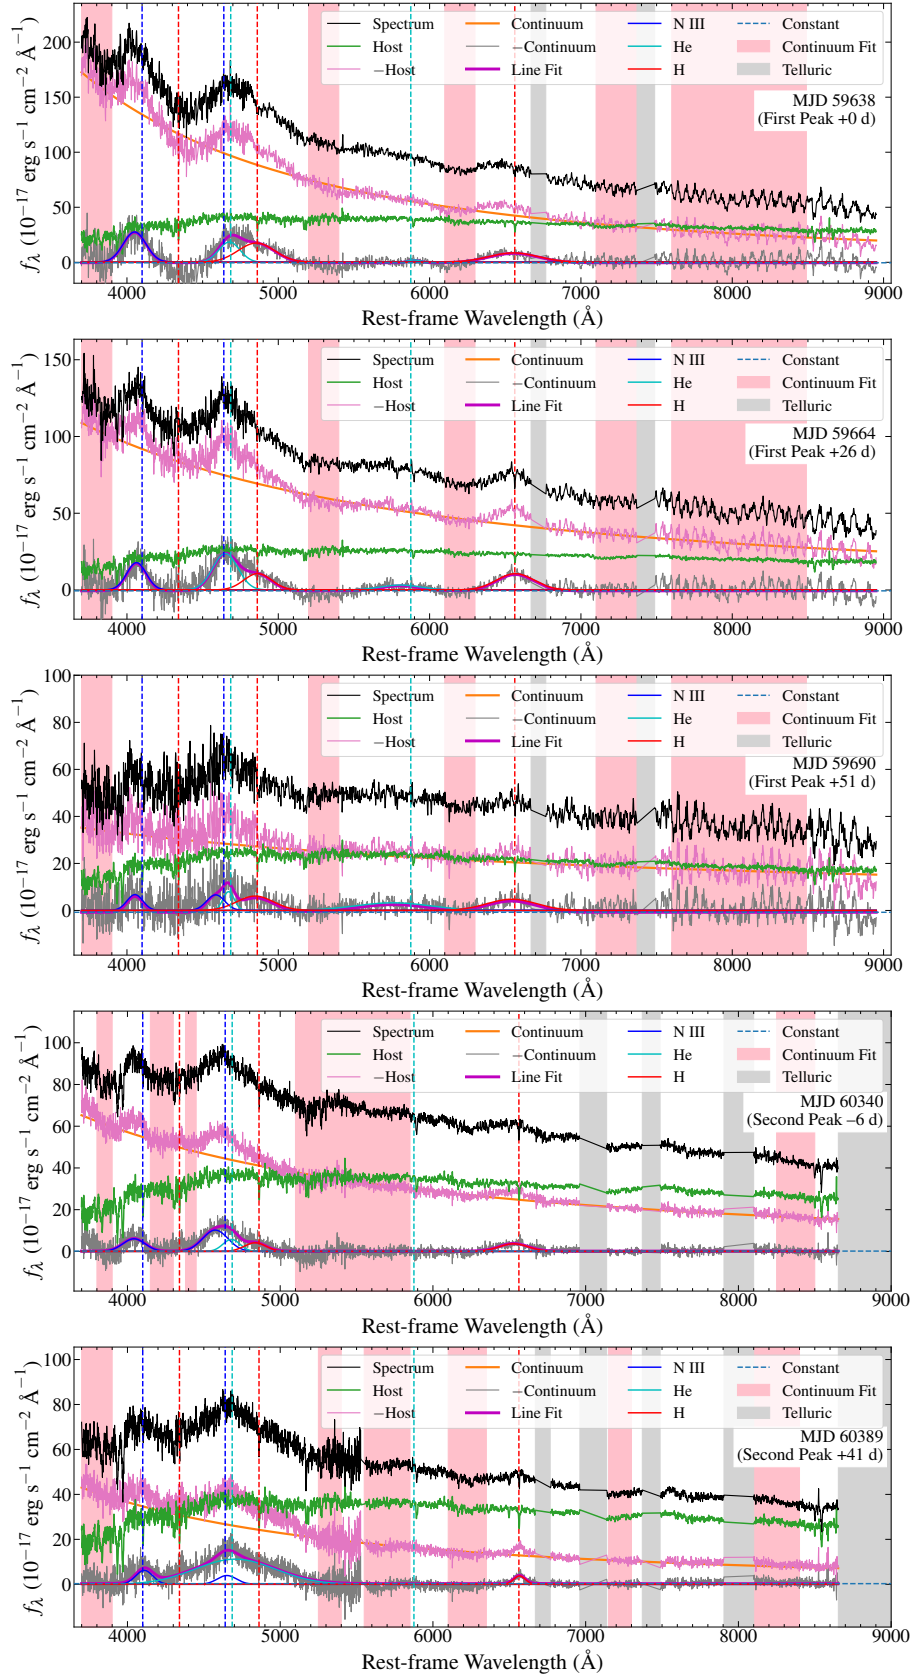 Spectrum Continuum N III Constant
Host −Continuum He Continuum Fit
−Host Line Fit H Telluric
MJD 59638
(First Peak +0 d)
200
150
100
50
0
f_λ (10⁻¹⁷ erg s⁻¹ cm⁻² Å⁻¹)
4000 5000 6000 7000 8000 9000
Rest-frame Wavelength (Å)
Spectrum Continuum N III Constant
Host −Continuum He Continuum Fit
−Host Line Fit H Telluric
MJD 59664
(First Peak +26 d)
150
100
50
0
f_λ (10⁻¹⁷ erg s⁻¹ cm⁻² Å⁻¹)
4000 5000 6000 7000 8000 9000
Rest-frame Wavelength (Å)
Spectrum Continuum N III Constant
Host −Continuum He Continuum Fit
−Host Line Fit H Telluric
MJD 59690
(First Peak +51 d)
100
80
60
40
20
0
f_λ (10⁻¹⁷ erg s⁻¹ cm⁻² Å⁻¹)
4000 5000 6000 7000 8000 9000
Rest-frame Wavelength (Å)
Spectrum Continuum N III Constant
Host −Continuum He Continuum Fit
−Host Line Fit H Telluric
MJD 60340
(Second Peak −6 d)
100
80
60
40
20
0
f_λ (10⁻¹⁷ erg s⁻¹ cm⁻² Å⁻¹)
4000 5000 6000 7000 8000 9000
Rest-frame Wavelength (Å)
Spectrum Continuum N III Constant
Host −Continuum He Continuum Fit
−Host Line Fit H Telluric
MJD 60389
(Second Peak +41 d)
100
80
60
40
20
0
f_λ (10⁻¹⁷ erg s⁻¹ cm⁻² Å⁻¹)
4000 5000 6000 7000 8000 9000
Rest-frame Wavelength (Å)